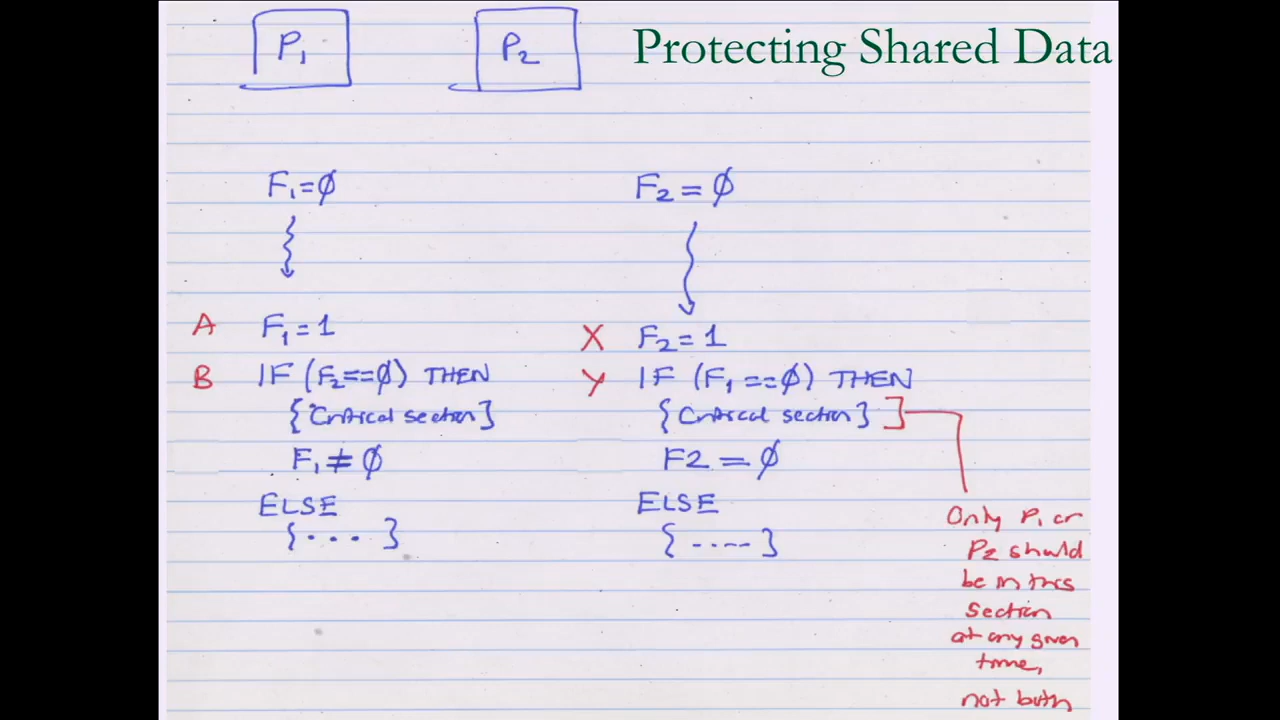 P₁ P₂ Protecting Shared Data
F₁=∅ F₂ = ∅
A F₁ = 1 X F₂ = 1
B IF (F₂==∅) THEN Y IF (F₁ ==∅) THEN
{Critical section} {Critical section} ]
F₁ ≠ ∅ F2 = ∅
ELSE ELSE
{ . . . } { ..-- }
Only P₁ or
P₂ should
be in this
section
at any given
time,
not both